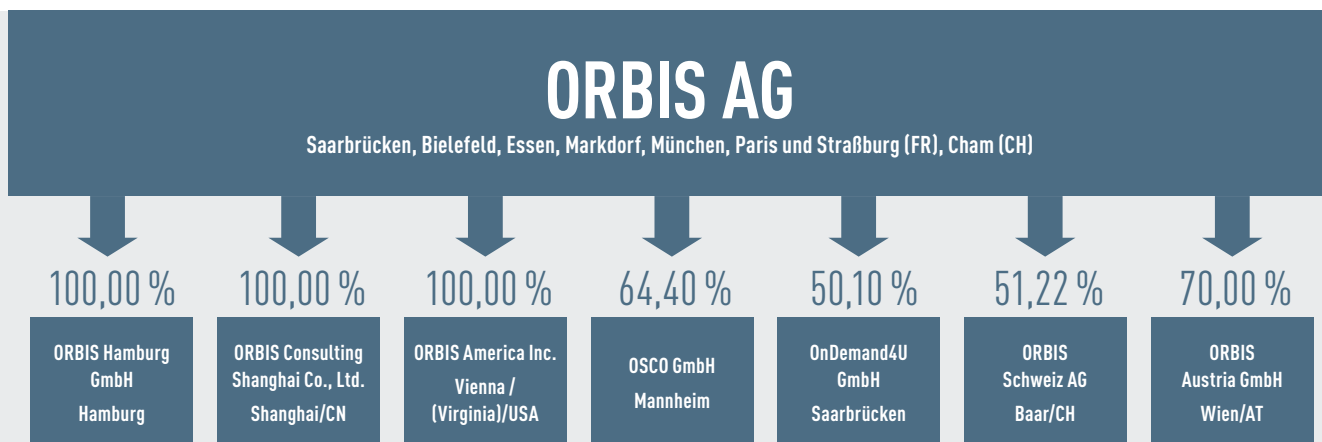 ORBIS AG
Saarbrücken, Bielefeld, Essen, Markdorf, München, Paris und Straßburg (FR), Cham (CH)
100,00 %
ORBIS Hamburg
GmbH
Hamburg
100,00 %
ORBIS Consulting
Shanghai Co., Ltd.
Shanghai/CN
100,00 %
ORBIS America Inc.
Vienna /
(Virginia)/USA
64,40 %
OSCO GmbH
Mannheim
50,10 %
OnDemand4U
GmbH
Saarbrücken
51,22 %
ORBIS
Schweiz AG
Baar/CH
70,00 %
ORBIS
Austria GmbH
Wien/AT